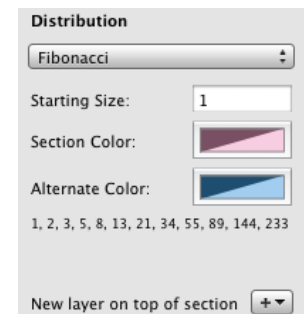 Distribution
Fibonacci
Starting Size: 1
Section Color:
Alternate Color:
1, 2, 3, 5, 8, 13, 21, 34, 55, 89, 144, 233
New layer on top of section +